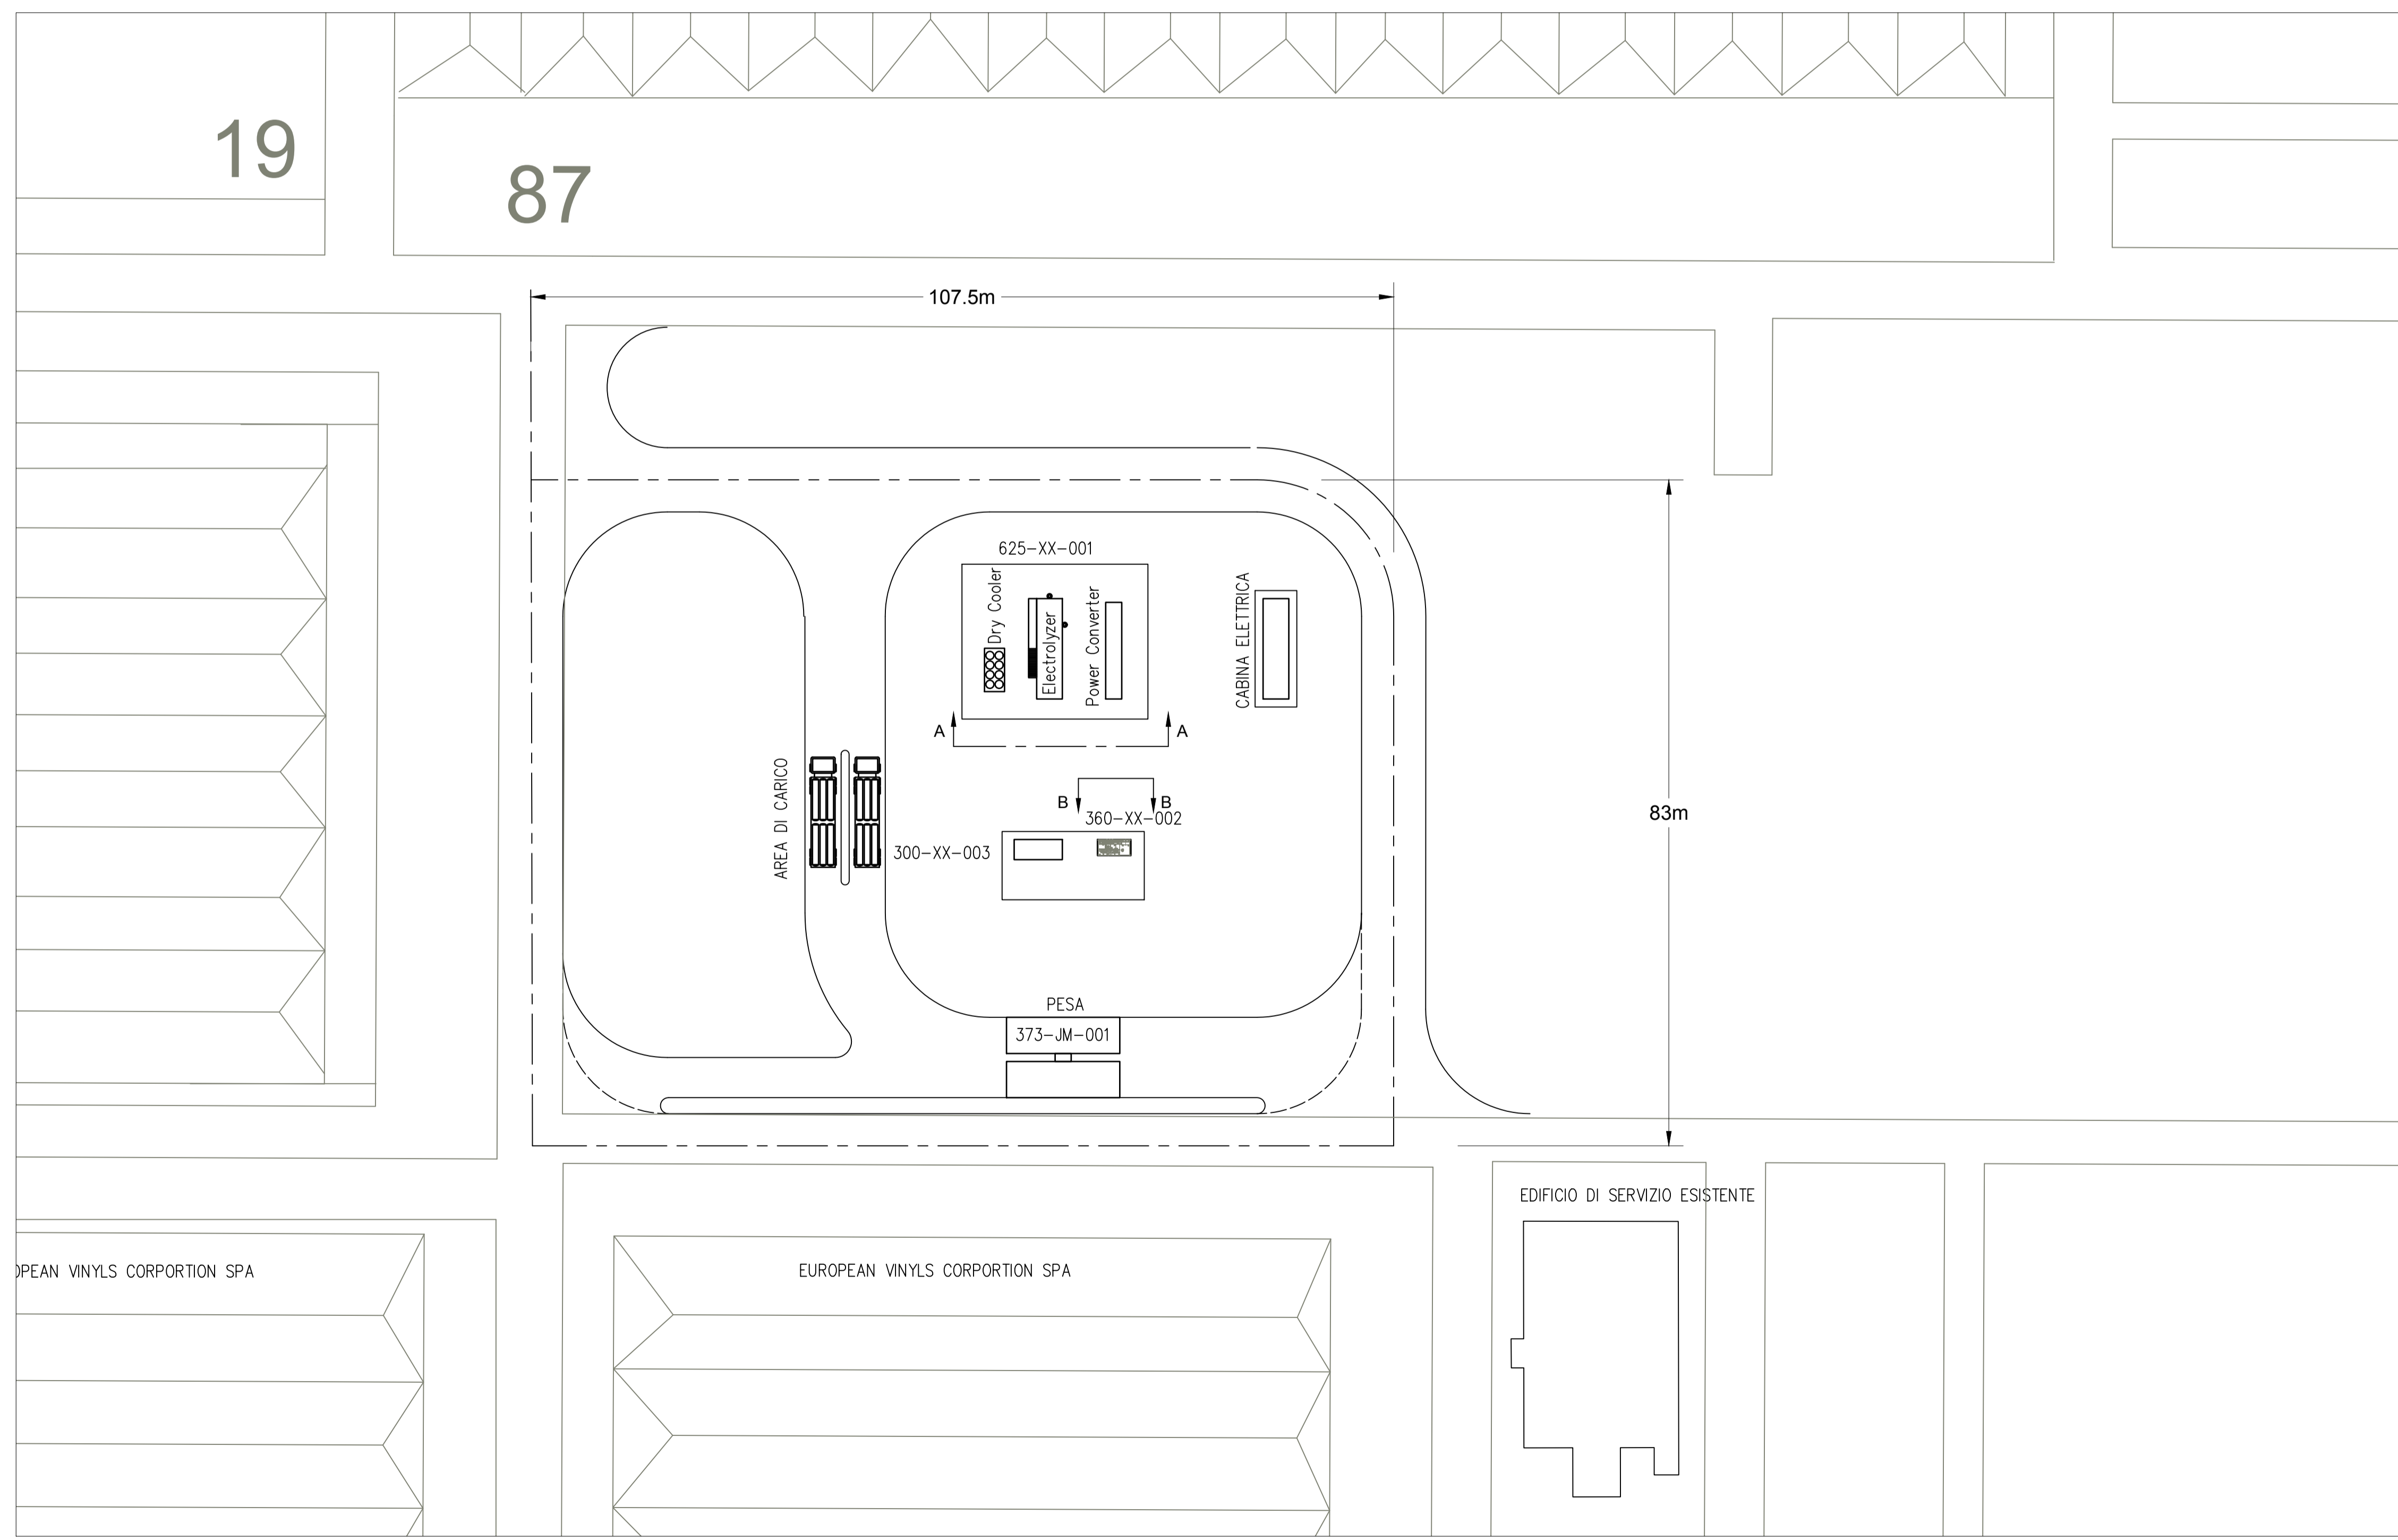 19
87
107.5m
625-XX-001
Dry Cooler
Electrolyzer
Power Converter
CABINA ELETTRICA
A
A
AREA DI CARICO
B
B
360-XX-002
83m
300-XX-003
PESA
373-JM-001
EDIFICIO DI SERVIZIO ESISTENTE
OPEAN VINYLS CORPORTION SPA
EUROPEAN VINYLS CORPORTION SPA